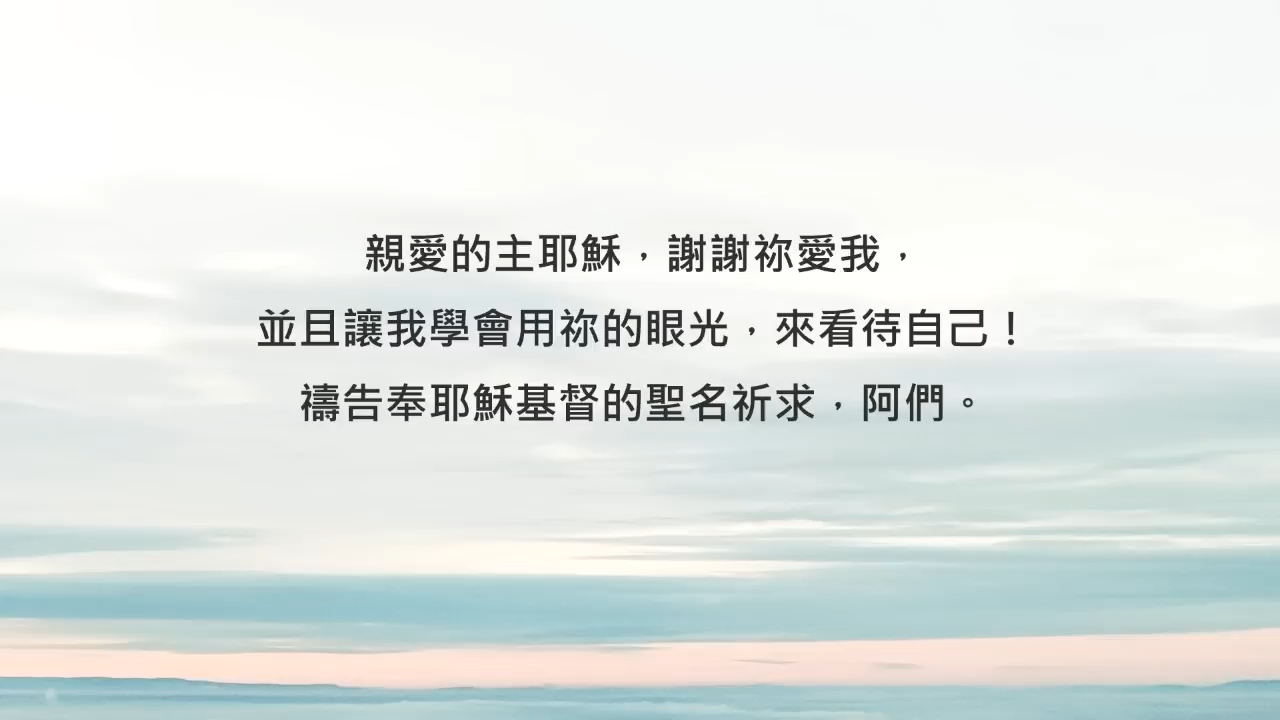 親愛的主耶穌，謝謝祢愛我，
並且讓我學會用祢的眼光，來看待自己！
禱告奉耶穌基督的聖名祈求，阿們。